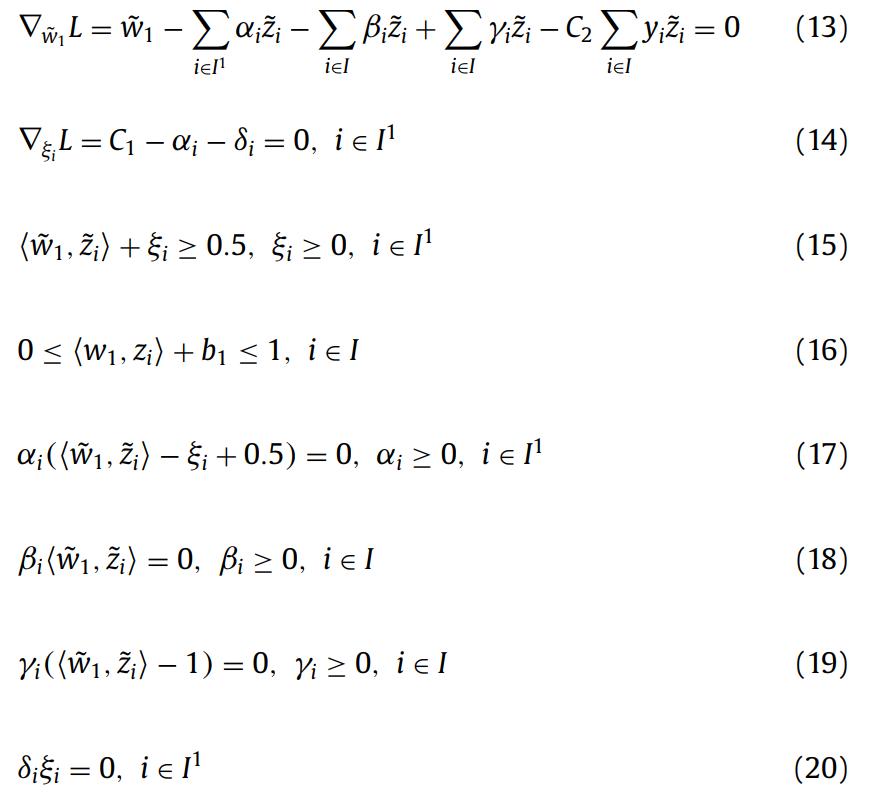 ∇_{w̃₁} L = w̃₁ − ∑_{i∈I¹} α_i z̃_i − ∑_{i∈I} β_i z̃_i + ∑_{i∈I} γ_i z̃_i − C₂ ∑_{i∈I} y_i z̃_i = 0 (13)
∇_{ξ_i} L = C₁ − α_i − δ_i = 0, i ∈ I¹ (14)
⟨w̃₁, z̃_i⟩ + ξ_i ≥ 0.5, ξ_i ≥ 0, i ∈ I¹ (15)
0 ≤ ⟨w₁, z_i⟩ + b₁ ≤ 1, i ∈ I (16)
α_i(⟨w̃₁, z̃_i⟩ − ξ_i + 0.5) = 0, α_i ≥ 0, i ∈ I¹ (17)
β_i⟨w̃₁, z̃_i⟩ = 0, β_i ≥ 0, i ∈ I (18)
γ_i(⟨w̃₁, z̃_i⟩ − 1) = 0, γ_i ≥ 0, i ∈ I (19)
δ_i ξ_i = 0, i ∈ I¹ (20)